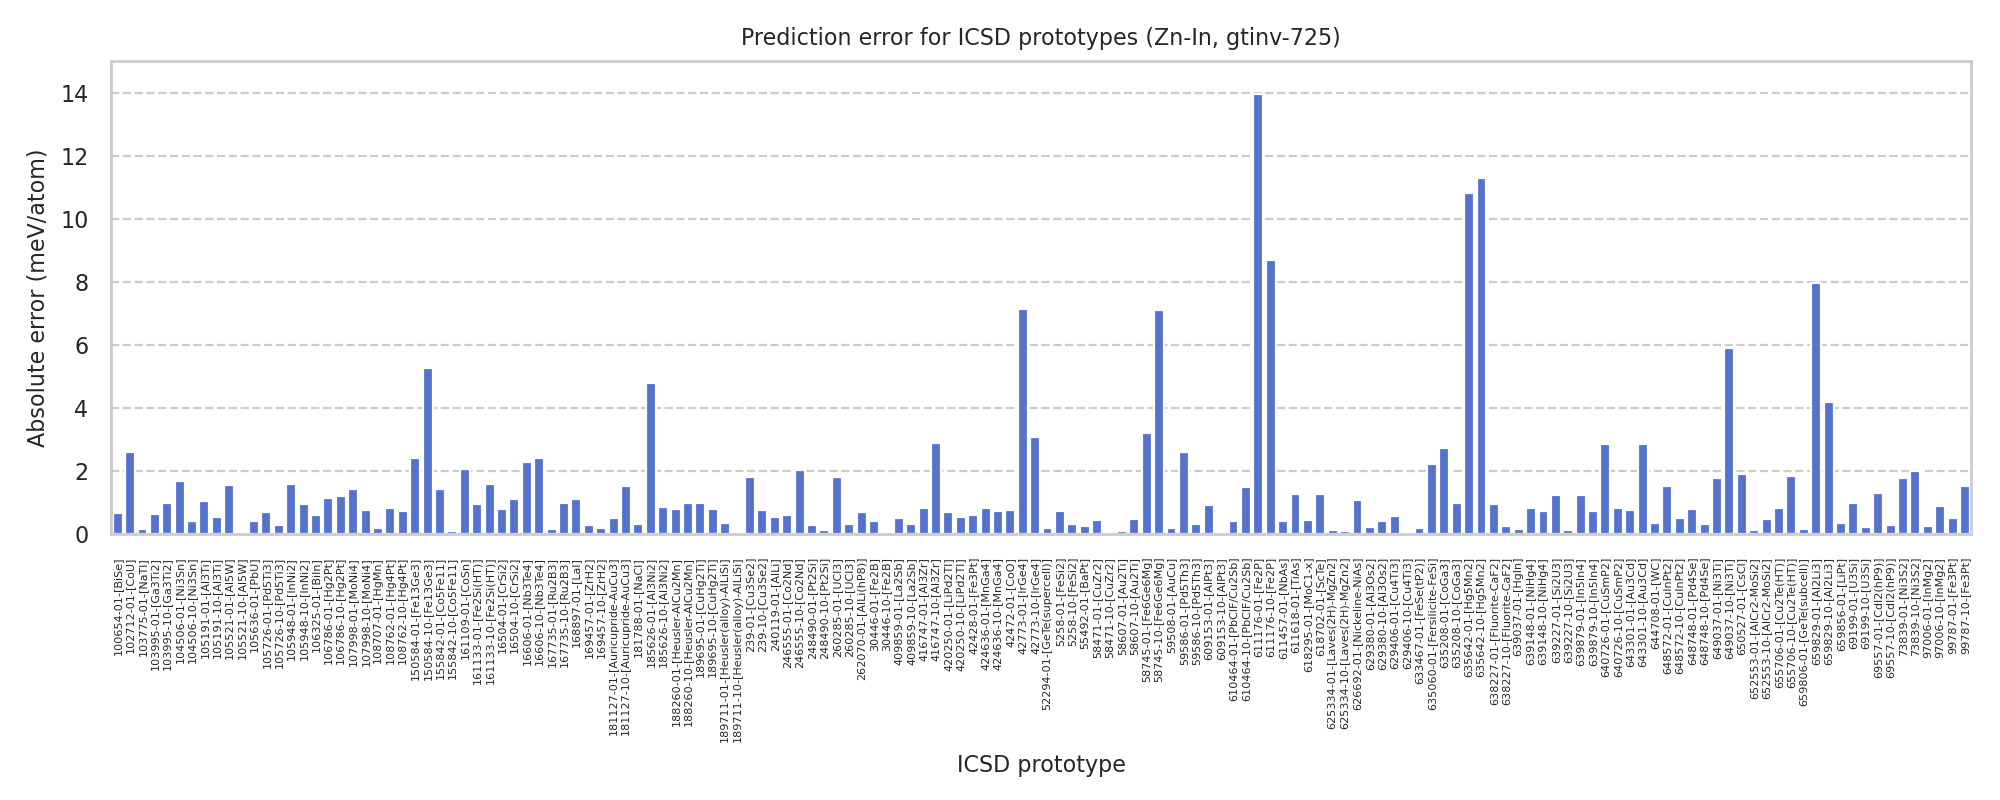 Prediction error for ICSD prototypes (Zn-In, gtinv-725)
Absolute error (meV/atom)
14
12
10
8
6
4
2
0
100654-01-[BiSe]
102712-01-[CoU]
103775-01-[NaTl]
103995-01-[Ga3Ti2]
103995-10-[Ga3Ti2]
104506-01-[Ni3Sn]
104506-10-[Ni3Sn]
105191-01-[Al3Ti]
105191-10-[Al3Ti]
105521-01-[Al5W]
105521-10-[Al5W]
105636-01-[PbU]
105726-01-[Pd5Ti3]
105726-10-[Pd5Ti3]
105948-01-[InNi2]
105948-10-[InNi2]
106325-01-[BiIn]
106786-01-[Hg2Pt]
106786-10-[Hg2Pt]
107998-01-[MoNi4]
107998-10-[MoNi4]
108707-01-[HgMn]
108762-01-[Hg4Pt]
108762-10-[Hg4Pt]
150584-01-[Fe13Ge3]
150584-10-[Fe13Ge3]
155842-01-[Co5Fe11]
155842-10-[Co5Fe11]
161109-01-[CoSn]
161133-01-[Fe2Si(HT)]
161133-10-[Fe2Si(HT)]
16504-01-[CrSi2]
16504-10-[CrSi2]
16606-01-[Nb3Te4]
16606-10-[Nb3Te4]
167735-01-[Ru2B3]
167735-10-[Ru2B3]
168897-01-[LaI]
169457-01-[ZrH2]
169457-10-[ZrH2]
181127-01-[Auricupride-AuCu3]
181127-10-[Auricupride-AuCu3]
181788-01-[NaCl]
185626-01-[Al3Ni2]
185626-10-[Al3Ni2]
188260-01-[Heusler-AlCu2Mn]
188260-10-[Heusler-AlCu2Mn]
189695-01-[CuHg2Ti]
189695-10-[CuHg2Ti]
189711-01-[Heusler(alloy)-AlLiSi]
189711-10-[Heusler(alloy)-AlLiSi]
239-01-[Cu3Se2]
239-10-[Cu3Se2]
240119-01-[AlLi]
246555-01-[Co2Nd]
246555-10-[Co2Nd]
248490-01-[Pt2Si]
248490-10-[Pt2Si]
260285-01-[UCl3]
260285-10-[UCl3]
262070-01-[AlLi(hP8)]
30446-01-[Fe2B]
30446-10-[Fe2B]
409859-01-[La2Sb]
409859-10-[La2Sb]
416747-01-[Al3Zr]
416747-10-[Al3Zr]
420250-01-[LiPd2Tl]
420250-10-[LiPd2Tl]
42428-01-[Fe3Pt]
424636-01-[MnGa4]
424636-10-[MnGa4]
42472-01-[CoO]
42773-01-[IrGe4]
42773-10-[IrGe4]
52294-01-[GeTe(supercell)]
5258-01-[FeSi2]
5258-10-[FeSi2]
55492-01-[BaPt]
58471-01-[CuZr2]
58471-10-[CuZr2]
58607-01-[Au2Ti]
58607-10-[Au2Ti]
58745-01-[Fe6Ge6Mg]
58745-10-[Fe6Ge6Mg]
59508-01-[AuCu]
59586-01-[Pd5Th3]
59586-10-[Pd5Th3]
609153-01-[AlPt3]
609153-10-[AlPt3]
610464-01-[PbClF/Cu2Sb]
610464-10-[PbClF/Cu2Sb]
611176-01-[Fe2P]
611176-10-[Fe2P]
611457-01-[NbAs]
611618-01-[TiAs]
618295-01-[MoC1-x]
618702-01-[ScTe]
625334-01-[Laves(2H)-MgZn2]
625334-10-[Laves(2H)-MgZn2]
626692-01-[Nickeline-NiAs]
629380-01-[Al3Os2]
629380-10-[Al3Os2]
629406-01-[Cu4Ti3]
629406-10-[Cu4Ti3]
633467-01-[FeSe(tP2)]
635060-01-[Fersilicite-FeSi]
635208-01-[CoGa3]
635208-10-[CoGa3]
635642-01-[Hg5Mn2]
635642-10-[Hg5Mn2]
638227-01-[Fluorite-CaF2]
638227-10-[Fluorite-CaF2]
639037-01-[HgIn]
639148-01-[NiHg4]
639148-10-[NiHg4]
639227-01-[Si2U3]
639227-10-[Si2U3]
639879-01-[In5In4]
639879-10-[In5In4]
640726-01-[CuSmP2]
640726-10-[CuSmP2]
643301-01-[Au3Cd]
643301-10-[Au3Cd]
644708-01-[WC]
648572-01-[CuInPt2]
648572-10-[CuInPt2]
648748-01-[Pd4Se]
648748-10-[Pd4Se]
649037-01-[Ni3Ti]
649037-10-[Ni3Ti]
650527-01-[CsCl]
652553-01-[AlCr2-MoSi2]
652553-10-[AlCr2-MoSi2]
655706-01-[Cu2Te(HT)]
655706-10-[Cu2Te(HT)]
659806-01-[GeTe(subcell)]
659829-01-[Al2Li3]
659829-10-[Al2Li3]
659856-01-[LiPt]
69199-01-[U3Si]
69199-10-[U3Si]
69557-01-[CdI2(hP9)]
69557-10-[CdI2(hP9)]
73839-01-[Ni3S2]
73839-10-[Ni3S2]
97006-01-[InMg2]
97006-10-[InMg2]
99787-01-[Fe3Pt]
99787-10-[Fe3Pt]
ICSD prototype